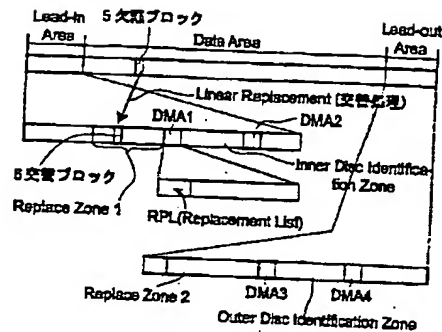 Lead-in
Area
5 欠陥ブロック
Data Area
Lead-out
Area
Linear Replacement (交替処理)
DMA1
DMA2
Inner Disc Identifica-
tion Zone
5交替ブロック
Replace Zone 1
RPL(Replacement List)
Replace Zone 2
DMA3
DMA4
Outer Disc Identification Zone